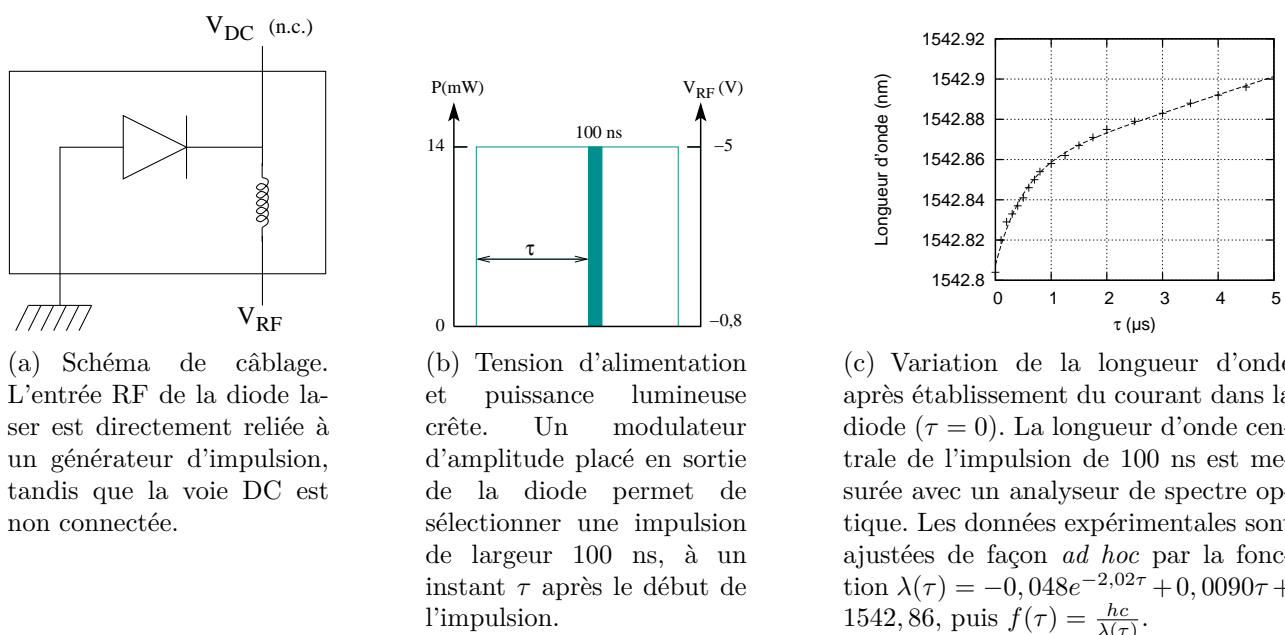 V_DC (n.c.)
V_RF
P(mW)
V_RF (V)
100 ns
14
−5
τ
0
−0,8
1542.92
1542.9
1542.88
1542.86
1542.84
1542.82
1542.8
Longueur d'onde (nm)
0 1 2 3 4 5
τ (µs)
(a) Schéma de câblage.
L'entrée RF de la diode la-
ser est directement reliée à
un générateur d'impulsion,
tandis que la voie DC est
non connectée.
(b) Tension d'alimentation
et puissance lumineuse
crête. Un modulateur
d'amplitude placé en sortie
de la diode permet de
sélectionner une impulsion
de largeur 100 ns, à un
instant τ après le début de
l'impulsion.
(c) Variation de la longueur d'onde
après établissement du courant dans la
diode (τ = 0). La longueur d'onde cen-
trale de l'impulsion de 100 ns est me-
surée avec un analyseur de spectre op-
tique. Les données expérimentales sont
ajustées de façon ad hoc par la fonc-
tion λ(τ) = −0,048e^{−2,02τ} + 0,0090τ +
1542,86, puis f(τ) = hc/λ(τ).